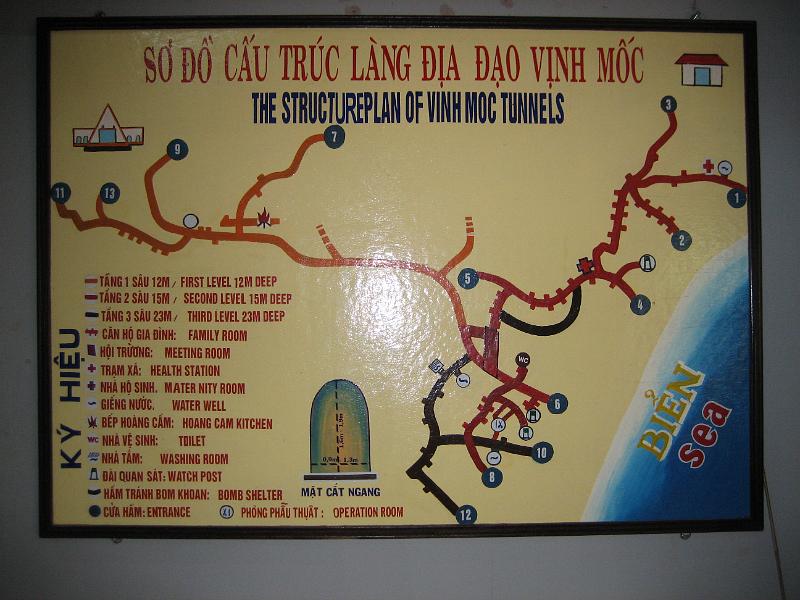 SƠ ĐỒ CẤU TRÚC LÀNG ĐỊA ĐẠO VỊNH MỐC
THE STRUCTUREPLAN OF VINH MOC TUNNELS
3
7
9
1
11
13
2
5
4
WC
6
10
8
12
KÝ HIỆU
TẦNG 1 SÂU 12M / FIRST LEVEL 12M DEEP
TẦNG 2 SÂU 15M / SECOND LEVEL 15M DEEP
TẦNG 3 SÂU 23M / THIRD LEVEL 23M DEEP
CĂN HỘ GIA ĐÌNH: FAMILY ROOM
HỘI TRƯỜNG: MEETING ROOM
TRẠM XÁ: HEALTH STATION
NHÀ HỘ SINH. MATER NITY ROOM
GIẾNG NƯỚC. WATER WELL
BẾP HOÀNG CẦM: HOANG CAM KITCHEN
WC NHÀ VỆ SINH: TOILET
NHÀ TẮM: WASHING ROOM
ĐÀI QUAN SÁT: WATCH POST
HẦM TRÁNH BOM KHOAN: BOMB SHELTER
CỬA HẦM: ENTRANCE PHÒNG PHẪU THUẬT: OPERATION ROOM
MẶT CẮT NGANG
BIỂN
sea